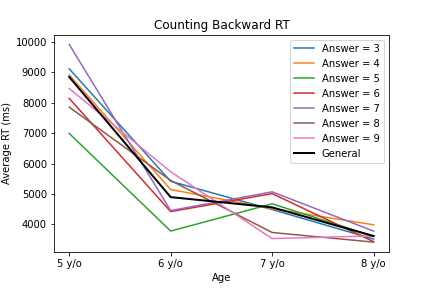 Counting Backward RT
Average RT (ms)
10000
9000
8000
7000
6000
5000
4000
Answer = 3
Answer = 4
Answer = 5
Answer = 6
Answer = 7
Answer = 8
Answer = 9
General
5 y/o 6 y/o 7 y/o 8 y/o
Age